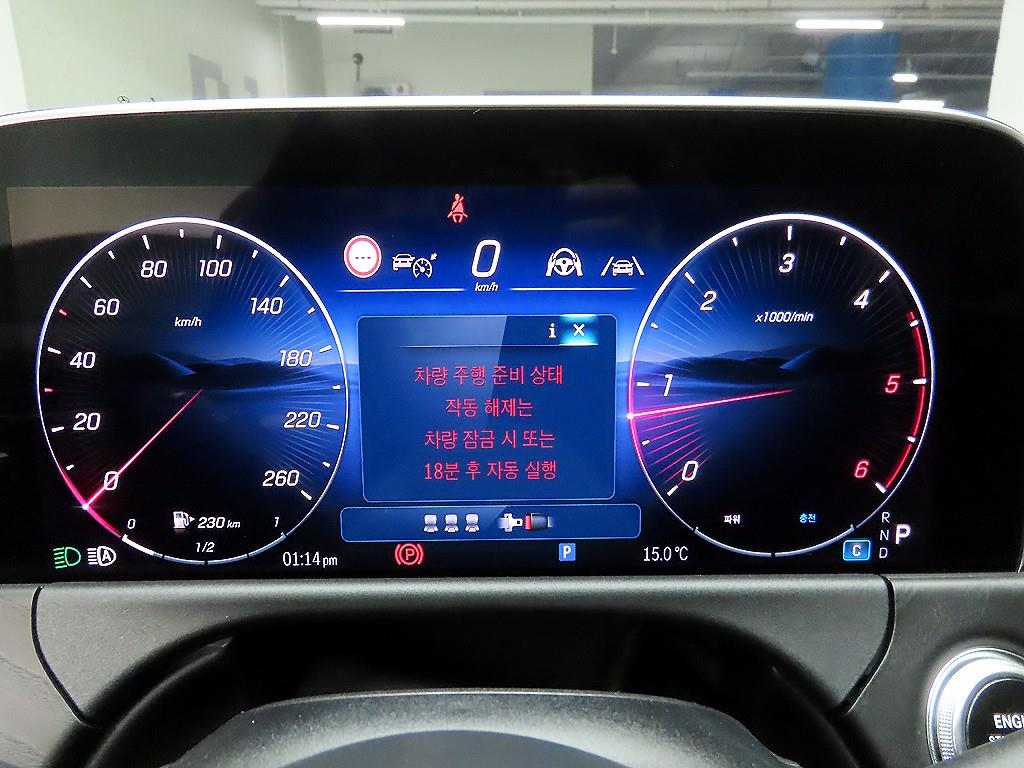 ---
0
km/h
0
20
40
60
80
100
140
180
220
260
km/h
0
1/2
1
230 km
i
차량 주행 준비 상태
작동 해제는
차량 잠금 시 또는
18분 후 자동 실행
0
1
2
3
4
5
6
x1000/min
파워
충전
A
01:14 pm
P
P
15.0 °C
C
R
N
D
P